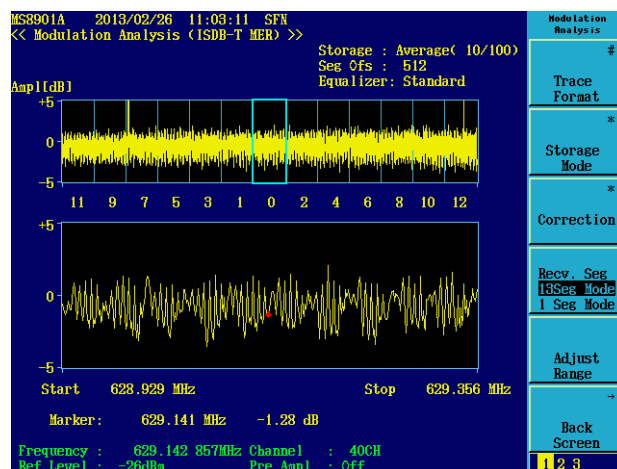 MS8901A 2013/02/26 11:03:11 SFN
<< Modulation Analysis (ISDB-T MER) >>
Storage : Average( 10/100)
Seg Ofs : 512
Equalizer: Standard
Ampl[dB]
+5
0
-5
11 9 7 5 3 1 0 2 4 6 8 10 12
+5
0
-5
Start 628.929 MHz Stop 629.356 MHz
Marker: 629.141 MHz -1.28 dB
Frequency : 629.142 857MHz Channel : 40CH
Ref Level : -26dBm Pre Ampl : Off
Modulation
Analysis
#
Trace
Format
*
Storage
Mode
*
Correction
Recv. Seg
13Seg Mode
1 Seg Mode
Adjust
Range
→
Back
Screen
1 2 3